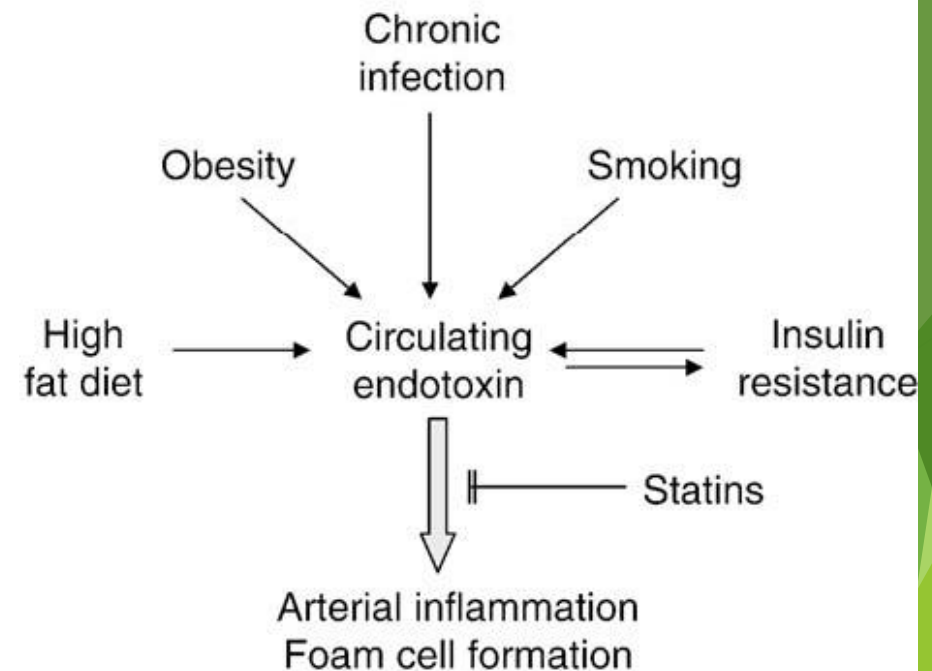 Chronic
infection
Obesity
Smoking
High
fat diet
Circulating
endotoxin
Insulin
resistance
Statins
Arterial inflammation
Foam cell formation